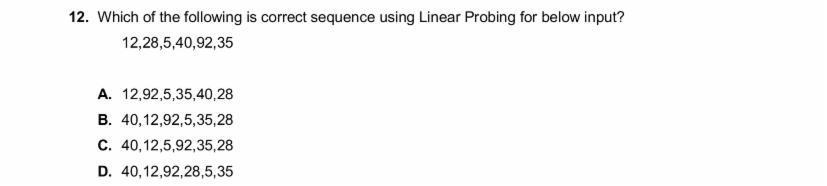 12. Which of the following is correct sequence using Linear Probing for below input?
12,28,5,40,92,35
A. 12,92,5,35,40,28
B. 40,12,92,5,35,28
C. 40,12,5,92,35,28
D. 40,12,92,28,5,35